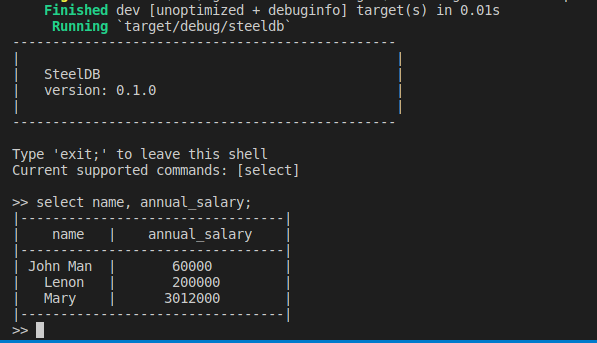 Finished dev [unoptimized + debuginfo] target(s) in 0.01s
Running `target/debug/steeldb`
------------------------------------------------
|                                               |
|   SteelDB                                     |
|   version: 0.1.0                              |
|                                               |
------------------------------------------------
Type 'exit;' to leave this shell
Current supported commands: [select]
>> select name, annual_salary;
|---------------------------------|
|    name   |    annual_salary    |
|---------------------------------|
| John Man  |       60000         |
|   Lenon   |       200000        |
|   Mary    |      3012000        |
|---------------------------------|
>>